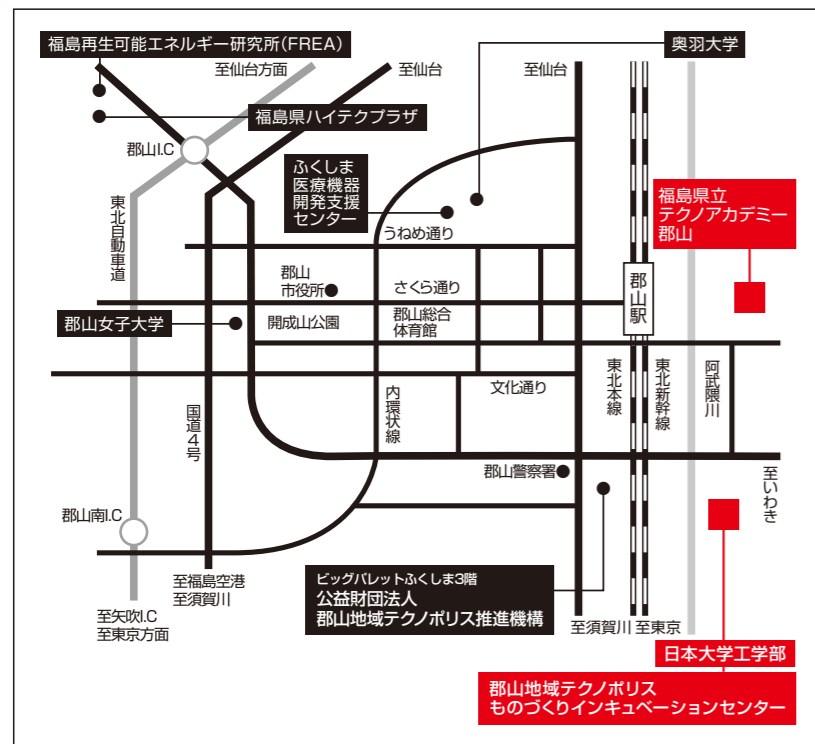 福島再生可能エネルギー研究所(FREA)
奥羽大学
至仙台方面
至仙台
至仙台
福島県ハイテクプラザ
郡山I.C
ふくしま
医療機器
開発支援
センター
福島県立
テクノアカデミー
郡山
東北自動車道
うねめ通り
郡山
市役所
さくら通り
郡山駅
郡山女子大学
開成山公園
郡山総合
体育館
国道4号
内環状線
文化通り
東北本線
東北新幹線
阿武隈川
郡山警察署
至いわき
郡山南I.C
至福島空港
至須賀川
ビッグパレットふくしま3階
公益財団法人
郡山地域テクノポリス推進機構
至矢吹I.C
至東京方面
至須賀川
至東京
日本大学工学部
郡山地域テクノポリス
ものづくりインキュベーションセンター